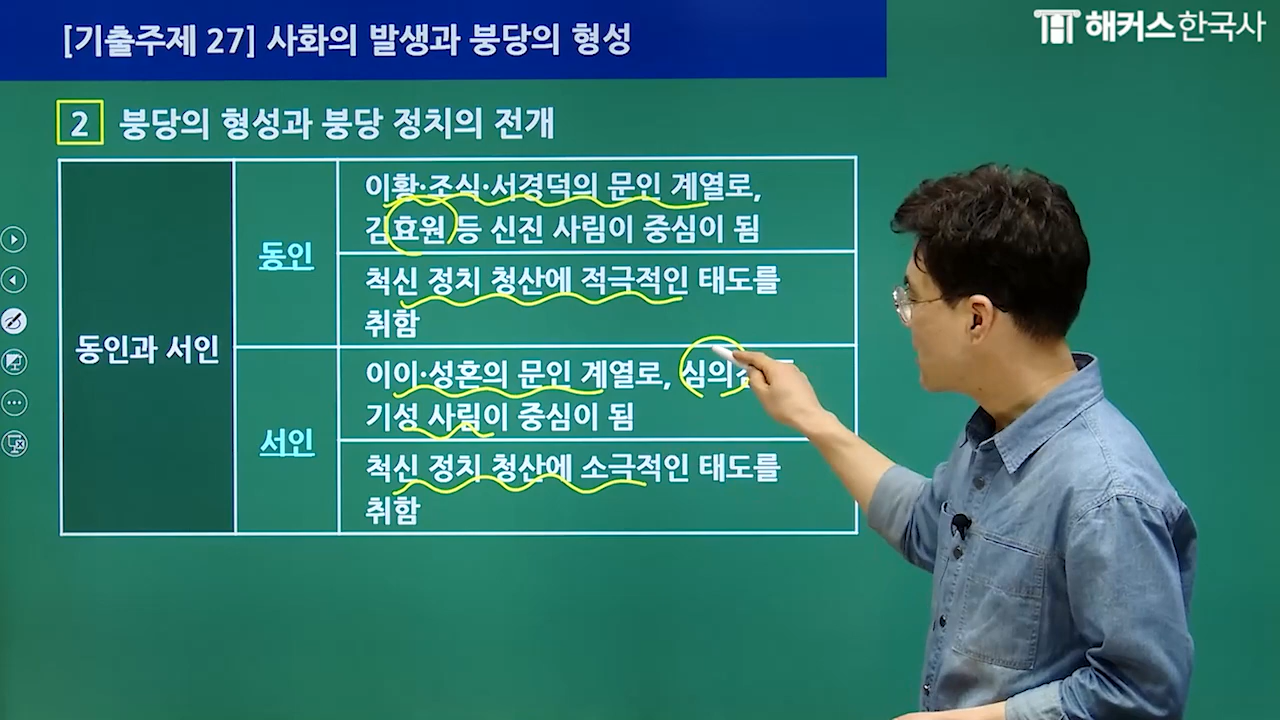 [기출주제 27] 사화의 발생과 붕당의 형성
해커스한국사
2 붕당의 형성과 붕당 정치의 전개
동인과 서인
동인
이황·조식·서경덕의 문인 계열로,
김효원 등 신진 사림이 중심이 됨
척신 정치 청산에 적극적인 태도를
취함
서인
이이·성혼의 문인 계열로,
기성 사림이 중심이 됨
척신 정치 청산에 소극적인 태도를
취함